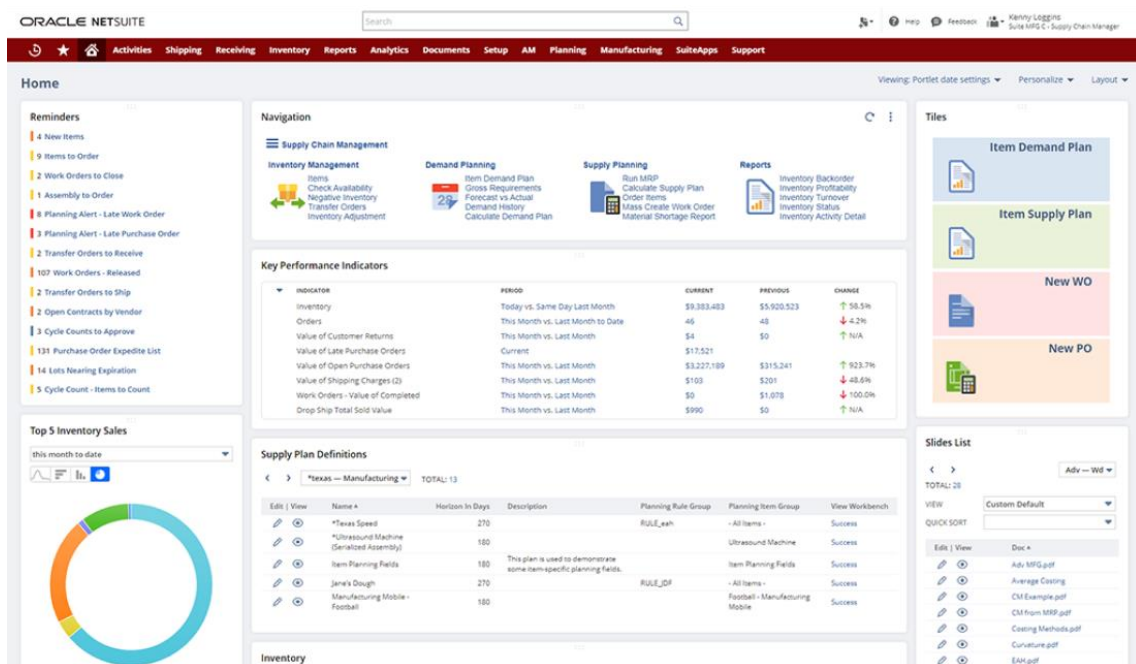 ORACLE NETSUITE
Search
Help
Feedback
Kenny Loggins
Suite MFG C - Supply Chain Manager
Activities Shipping Receiving Inventory Reports Analytics Documents Setup AM Planning Manufacturing SuiteApps Support
Home
Viewing: Portlet date settings Personalize Layout
Reminders
4 New Items
9 Items to Order
2 Work Orders to Close
1 Assembly to Order
8 Planning Alert - Late Work Order
3 Planning Alert - Late Purchase Order
2 Transfer Orders to Receive
107 Work Orders - Released
2 Transfer Orders to Ship
2 Open Contracts by Vendor
3 Cycle Counts to Approve
131 Purchase Order Expedite List
14 Lots Nearing Expiration
5 Cycle Count - Items to Count
Top 5 Inventory Sales
this month to date
Navigation
Supply Chain Management
Inventory Management
Items
Check Availability
Negative Inventory
Transfer Orders
Inventory Adjustment
Demand Planning
28
Item Demand Plan
Gross Requirements
Forecast vs Actual
Demand History
Calculate Demand Plan
Supply Planning
Run MRP
Calculate Supply Plan
Order Items
Mass Create Work Order
Material Shortage Report
Reports
Inventory Backorder
Inventory Profitability
Inventory Turnover
Inventory Status
Inventory Activity Detail
Key Performance Indicators
INDICATOR PERIOD CURRENT PREVIOUS CHANGE
Inventory Today vs. Same Day Last Month $9,383,483 $5,920,523 58.5%
Orders This Month vs. Last Month to Date 46 48 4.2%
Value of Customer Returns This Month vs. Last Month $4 $0 N/A
Value of Late Purchase Orders Current $17,521
Value of Open Purchase Orders This Month vs. Last Month $3,227,189 $315,241 923.7%
Value of Shipping Charges (2) This Month vs. Last Month $103 $201 48.6%
Work Orders - Value of Completed This Month vs. Last Month $0 $1,078 100.0%
Drop Ship Total Sold Value This Month vs. Last Month $990 $0 N/A
Supply Plan Definitions
*texas — Manufacturing TOTAL: 13
Edit | View Name Horizon In Days Description Planning Rule Group Planning Item Group View Workbench
*Texas Speed 270 RULE_eah - All Items - Success
*Ultrasound Machine (Serialized Assembly) 180 Ultrasound Machine Success
Item Planning Fields 180 This plan is used to demonstrate some item-specific planning fields. Item Planning Fields Success
Jane's Dough 270 RULE_JDF - All Items - Success
Manufacturing Mobile - Football 180 Football - Manufacturing Mobile Success
Inventory
Tiles
Item Demand Plan
Item Supply Plan
New WO
New PO
Slides List
Adv — Wd
TOTAL: 28
VIEW Custom Default
QUICK SORT
Edit | View Doc
Adv MFG.pdf
Average Costing
CM Example.pdf
CM from MRP.pdf
Costing Methods.pdf
Curvature.pdf
EAH.pdf